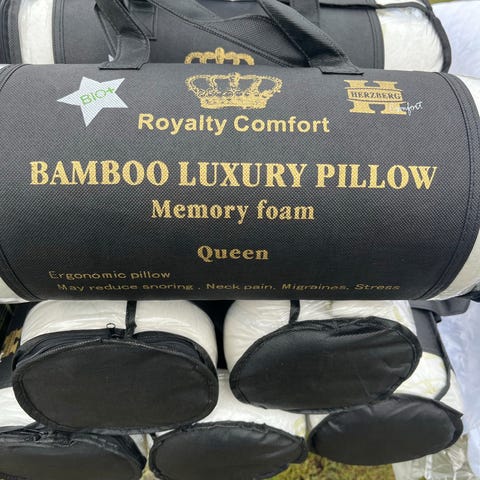 BIO+
HERZBERG
Comfort
Royalty Comfort
BAMBOO LUXURY PILLOW
Memory foam
Queen
Ergonomic pillow
May reduce snoring , Neck pain, Migraines, Stress